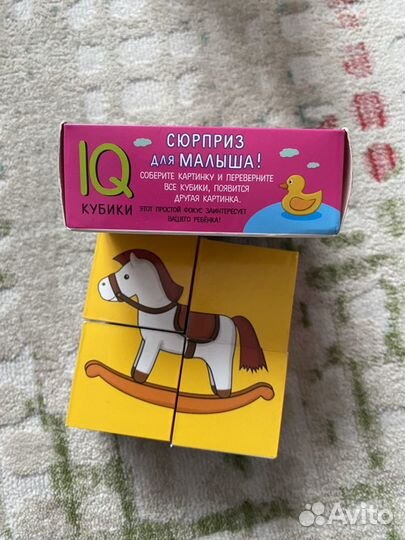 IQ
КУБИКИ
СЮРПРИЗ
для МАЛЫША!
СОБЕРИТЕ КАРТИНКУ И ПЕРЕВЕРНИТЕ
ВСЕ КУБИКИ, ПОЯВИТСЯ
ДРУГАЯ КАРТИНКА.
ЭТОТ ПРОСТОЙ ФОКУС ЗАИНТЕРЕСУЕТ
ВАШЕГО РЕБЁНКА!
Avito